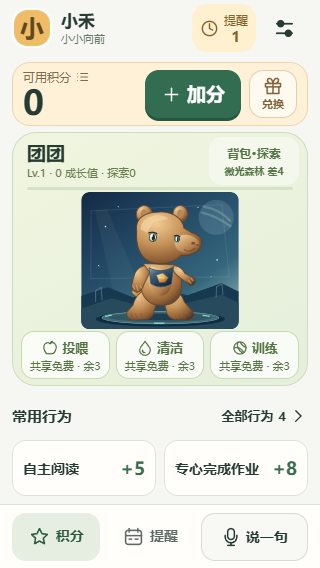 小
小禾
小小向前
提醒
1
可用积分
0
加分
兑换
团团
Lv.1 · 0 成长值 · 探索0
背包·探索
微光森林 差4
投喂
共享免费 · 余3
清洁
共享免费 · 余3
训练
共享免费 · 余3
常用行为
全部行为 4
自主阅读 +5
专心完成作业 +8
积分
提醒
说一句